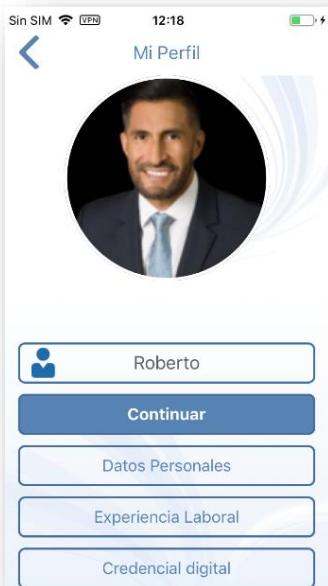 Sin SIM VPN 12:18
Mi Perfil
Roberto
Continuar
Datos Personales
Experiencia Laboral
Credencial digital